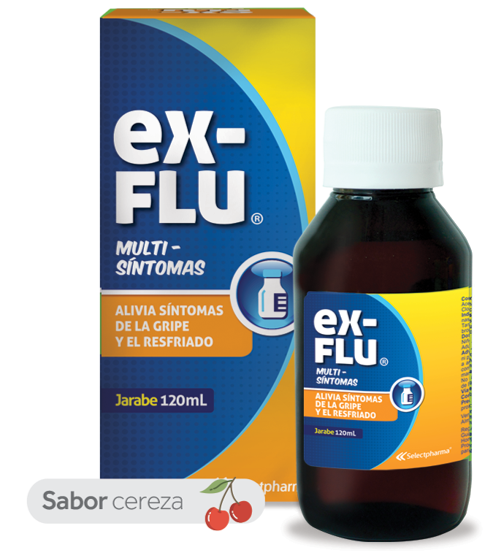 ex-
FLU®
MULTI-
SÍNTOMAS
ALIVIA SÍNTOMAS
DE LA GRIPE
Y EL RESFRIADO
Jarabe 120mL
ex-
FLU®
MULTI-
SÍNTOMAS
ALIVIA SÍNTOMAS
DE LA GRIPE
Y EL RESFRIADO
Jarabe 120mL
Selectpharma
Sabor cereza